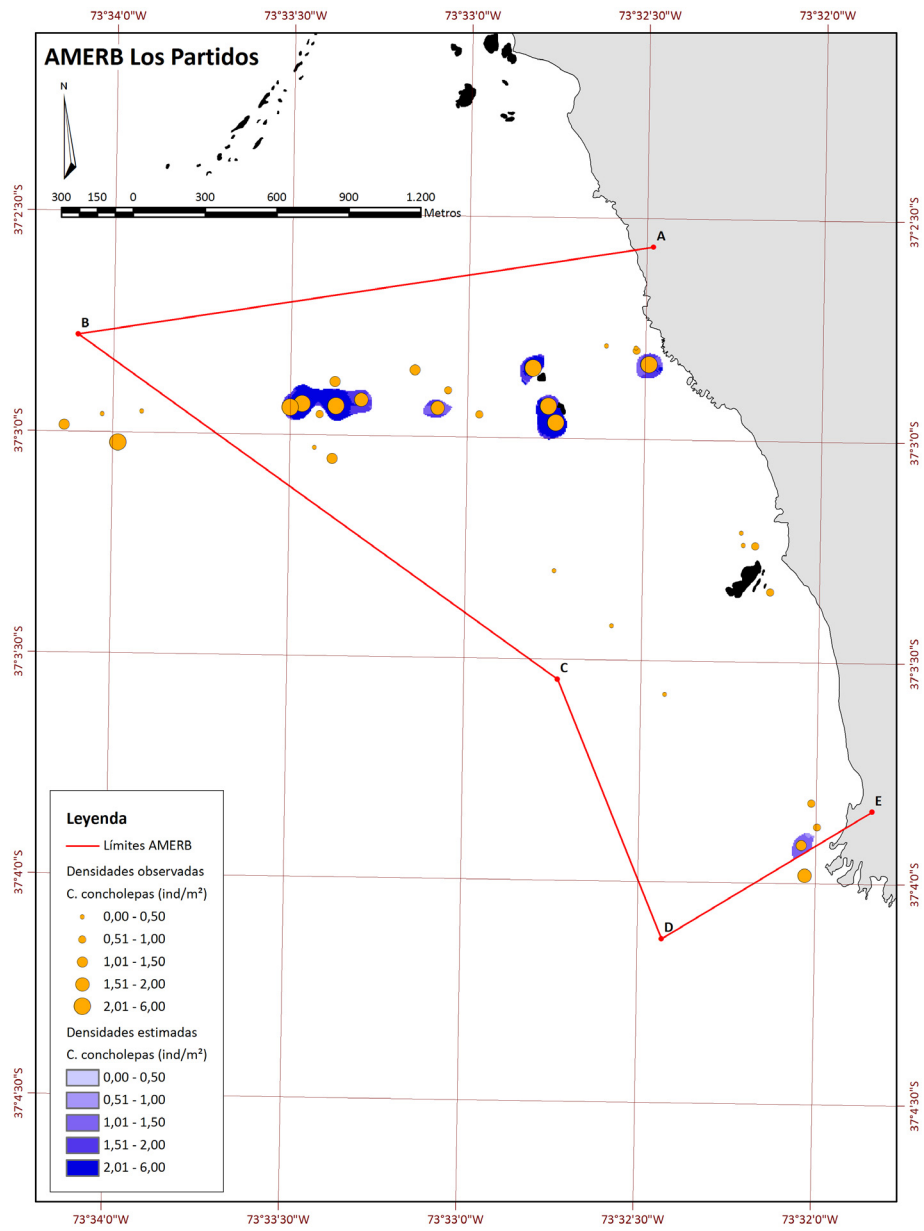 73°34'0"W 73°33'30"W 73°33'0"W 73°32'30"W 73°32'0"W
AMERB Los Partidos
N
300 150 0 300 600 900 1.200
Metros
37°2'30"S 37°2'30"S
A
B
37°3'0"S 37°3'0"S
37°3'30"S 37°3'30"S
C
E
37°4'0"S 37°4'0"S
D
Leyenda
Límites AMERB
Densidades observadas
C. concholepas (ind/m²)
0,00 - 0,50
0,51 - 1,00
1,01 - 1,50
1,51 - 2,00
2,01 - 6,00
Densidades estimadas
C. concholepas (ind/m²)
0,00 - 0,50
0,51 - 1,00
1,01 - 1,50
1,51 - 2,00
2,01 - 6,00
37°4'30"S 37°4'30"S
73°34'0"W 73°33'30"W 73°33'0"W 73°32'30"W 73°32'0"W